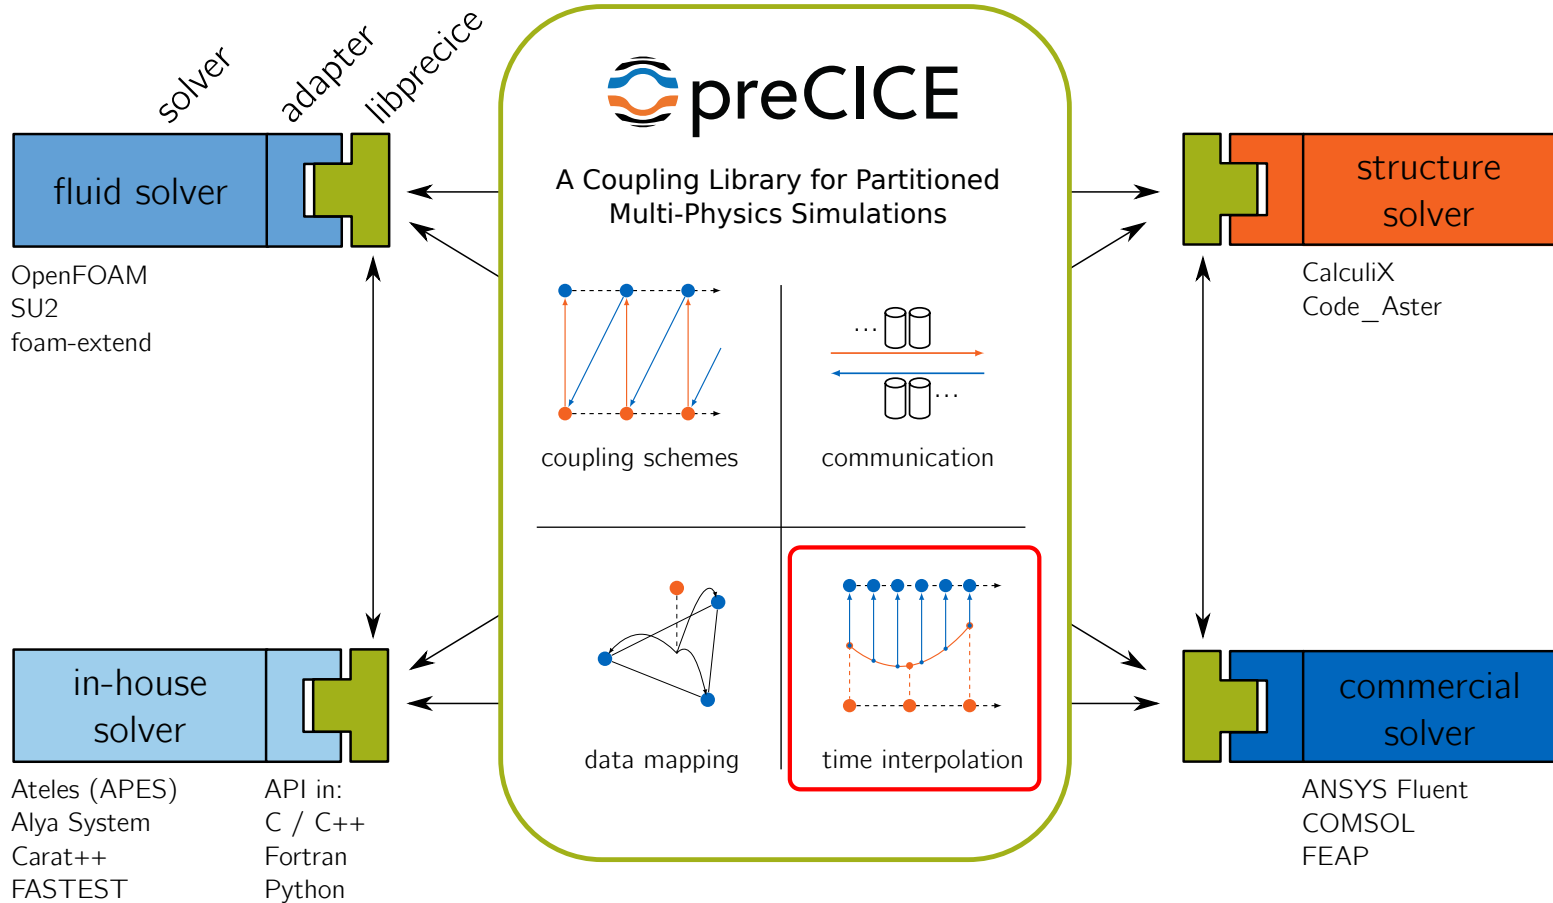 solver
adapter
libprecice
preCICE
A Coupling Library for Partitioned
Multi-Physics Simulations
fluid solver
OpenFOAM
SU2
foam-extend
structure
solver
CalculiX
Code_Aster
...
...
coupling schemes
communication
data mapping
time interpolation
in-house
solver
Ateles (APES)
Alya System
Carat++
FASTEST
API in:
C / C++
Fortran
Python
commercial
solver
ANSYS Fluent
COMSOL
FEAP